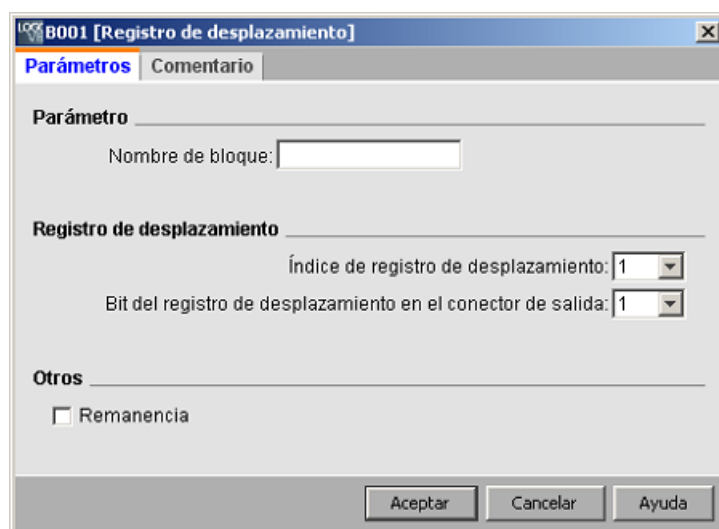 B001 [Registro de desplazamiento]
Parámetros Comentario
Parámetro
Nombre de bloque:
Registro de desplazamiento
Índice de registro de desplazamiento: 1
Bit del registro de desplazamiento en el conector de salida: 1
Otros
Remanencia
Aceptar Cancelar Ayuda